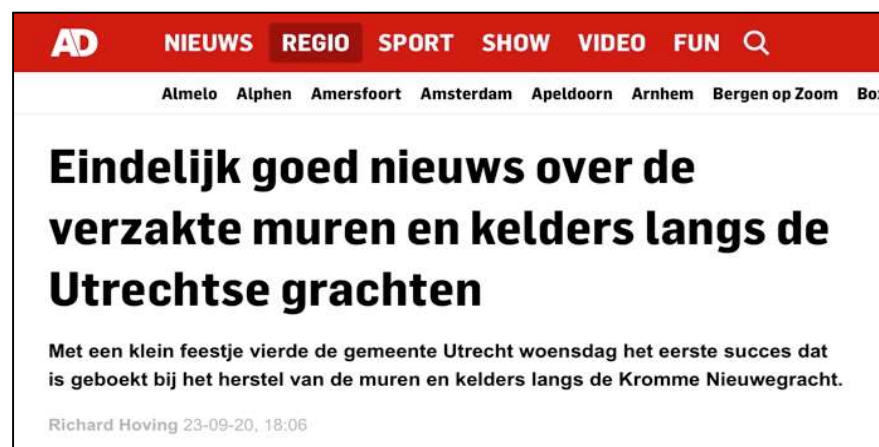 AD NIEUWS REGIO SPORT SHOW VIDEO FUN
Almelo Alphen Amersfoort Amsterdam Apeldoorn Arnhem Bergen op Zoom
Eindelijk goed nieuws over de
verzakte muren en kelders langs de
Utrechtse grachten
Met een klein feestje vierde de gemeente Utrecht woensdag het eerste succes dat
is geboekt bij het herstel van de muren en kelders langs de Kromme Nieuwegracht.
Richard Hoving 23-09-20, 18:06